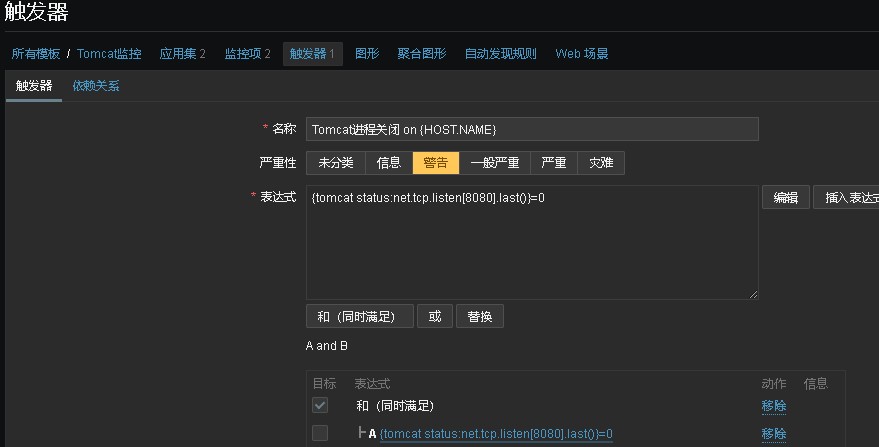 触发器
所有模板 / Tomcat监控 应用集 2 监控项 2 触发器 1 图形 聚合图形 自动发现规则 Web 场景
触发器 依赖关系
* 名称 Tomcat进程关闭 on {HOST.NAME}
严重性 未分类 信息 警告 一般严重 严重 灾难
* 表达式 {tomcat status:net.tcp.listen[8080].last()}=0 编辑 插入表达式
和（同时满足） 或 替换
A and B
目标 表达式 动作 信息
和（同时满足） 移除
A {tomcat status:net.tcp.listen[8080].last()}=0 移除